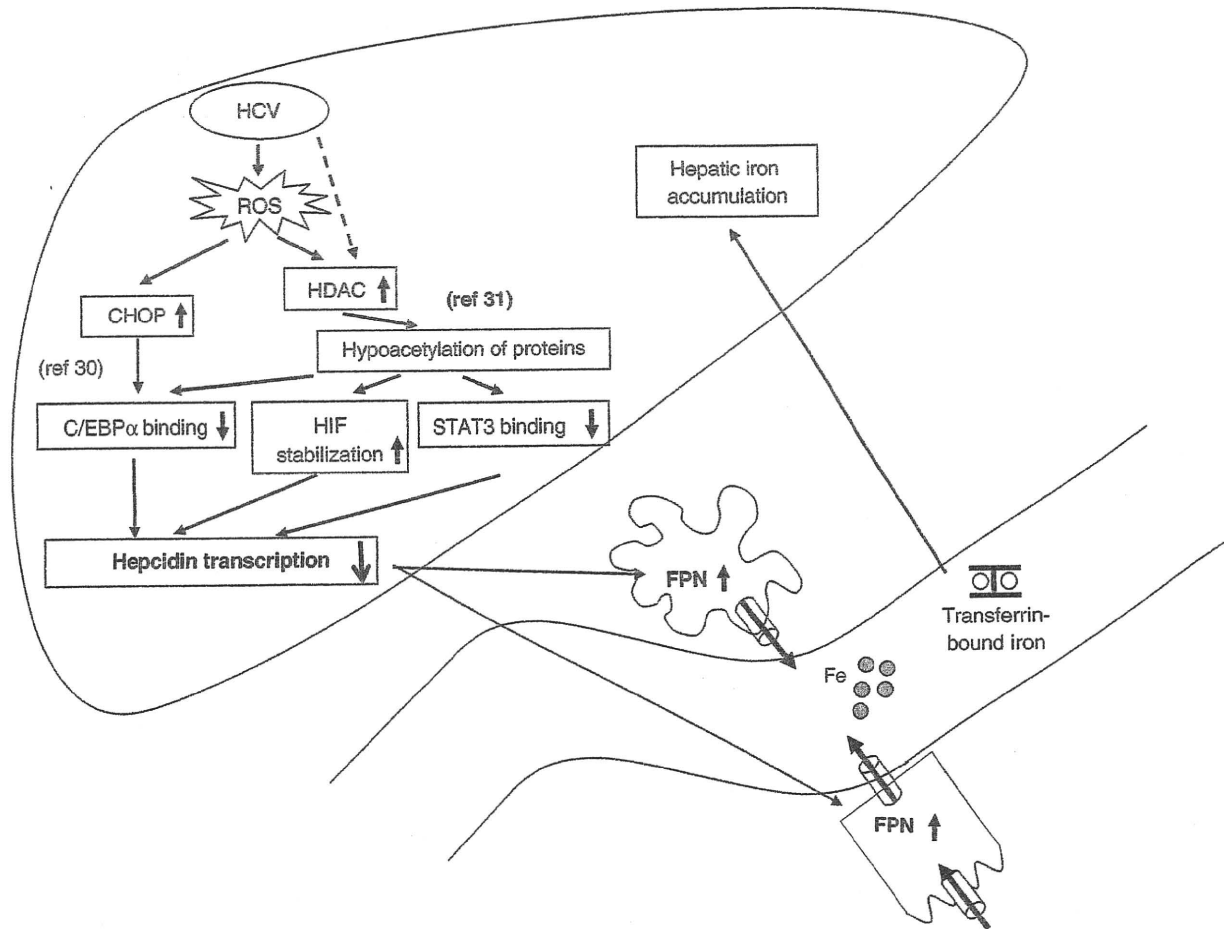 HCV
ROS
HDAC
(ref 31)
CHOP
Hypoacetylation of proteins
(ref 30)
C/EBPα binding
HIF
stabilization
STAT3 binding
Hepcidin transcription
Hepatic iron
accumulation
FPN
Transferrin-
bound iron
Fe
FPN